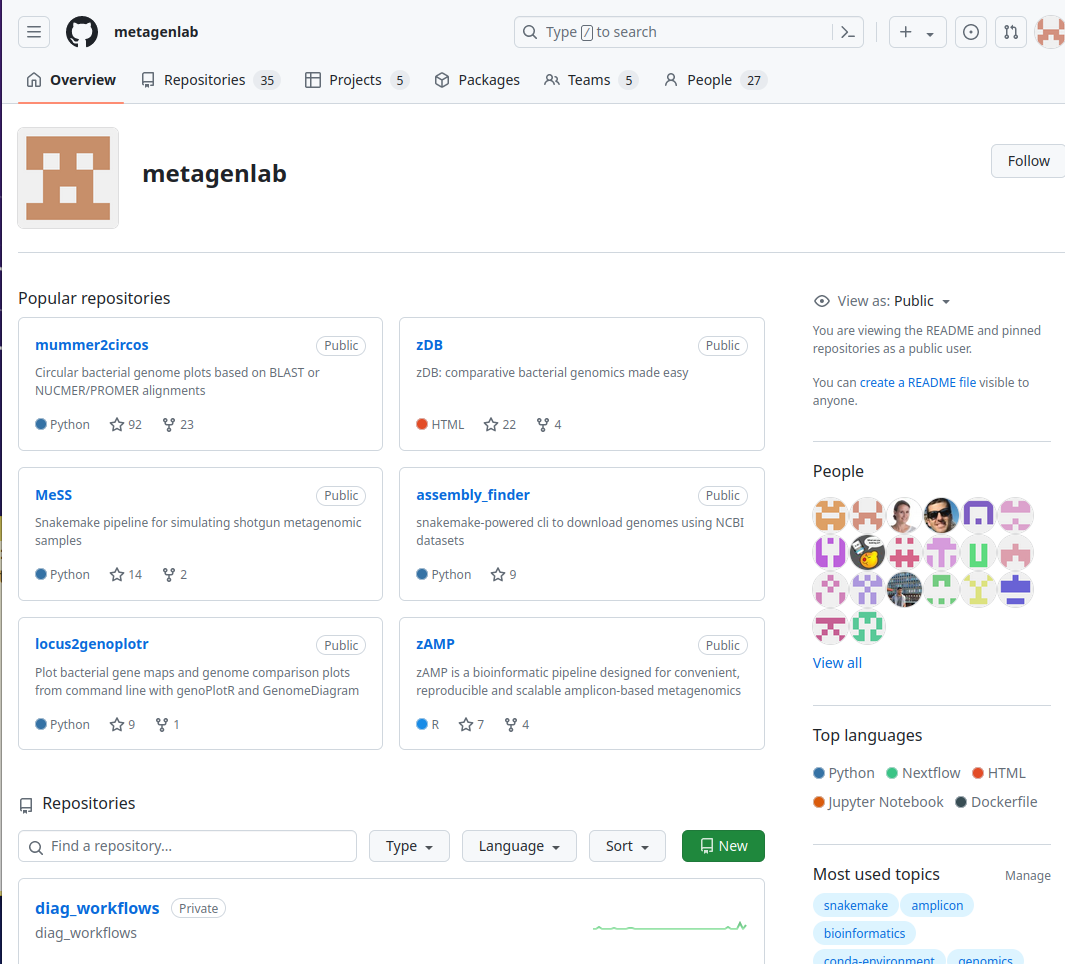 metagenlab
Type / to search
Overview
Repositories 35
Projects 5
Packages
Teams 5
People 27
metagenlab
Follow
Popular repositories
mummer2circos Public
Circular bacterial genome plots based on BLAST or
NUCMER/PROMER alignments
Python 92 23
zDB Public
zDB: comparative bacterial genomics made easy
HTML 22 4
MeSS Public
Snakemake pipeline for simulating shotgun metagenomic
samples
Python 14 2
assembly_finder Public
snakemake-powered cli to download genomes using NCBI
datasets
Python 9
locus2genoplotr Public
Plot bacterial gene maps and genome comparison plots
from command line with genoPlotR and GenomeDiagram
Python 9 1
zAMP Public
zAMP is a bioinformatic pipeline designed for convenient,
reproducible and scalable amplicon-based metagenomics
R 7 4
Repositories
Find a repository...
Type
Language
Sort
New
diag_workflows Private
diag_workflows
View as: Public
You are viewing the README and pinned
repositories as a public user.
You can create a README file visible to
anyone.
People
View all
Top languages
Python Nextflow HTML
Jupyter Notebook Dockerfile
Most used topics Manage
snakemake amplicon
bioinformatics
conda-environment genomics